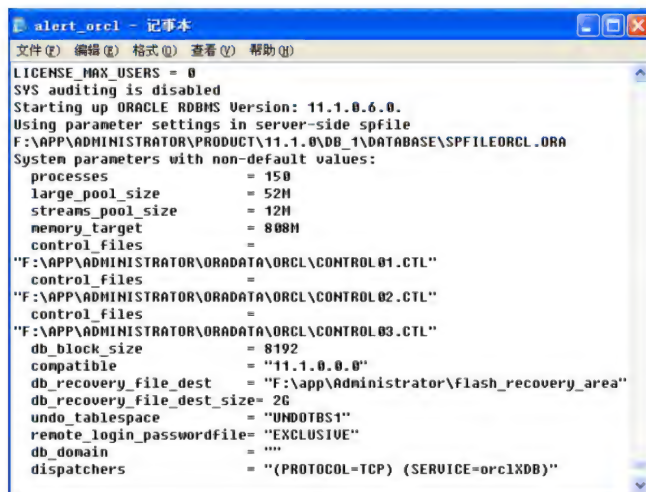 alert_orcl - 记事本
文件(F) 编辑(E) 格式(O) 查看(V) 帮助(H)
LICENSE_MAX_USERS = 0
SYS auditing is disabled
Starting up ORACLE RDBMS Version: 11.1.0.6.0.
Using parameter settings in server-side spfile
F:\APP\ADMINISTRATOR\PRODUCT\11.1.0\DB_1\DATABASE\SPFILEORCL.ORA
System parameters with non-default values:
  processes                = 150
  large_pool_size          = 52M
  streams_pool_size        = 12M
  memory_target            = 808M
  control_files            =
"F:\APP\ADMINISTRATOR\ORADATA\ORCL\CONTROL01.CTL"
  control_files            =
"F:\APP\ADMINISTRATOR\ORADATA\ORCL\CONTROL02.CTL"
  control_files            =
"F:\APP\ADMINISTRATOR\ORADATA\ORCL\CONTROL03.CTL"
  db_block_size            = 8192
  compatible               = "11.1.0.0.0"
  db_recovery_file_dest    = "F:\app\Administrator\flash_recovery_area"
  db_recovery_file_dest_size= 2G
  undo_tablespace          = "UNDOTBS1"
  remote_login_passwordfile= "EXCLUSIVE"
  db_domain                = ""
  dispatchers              = "(PROTOCOL=TCP) (SERVICE=orclXDB)"